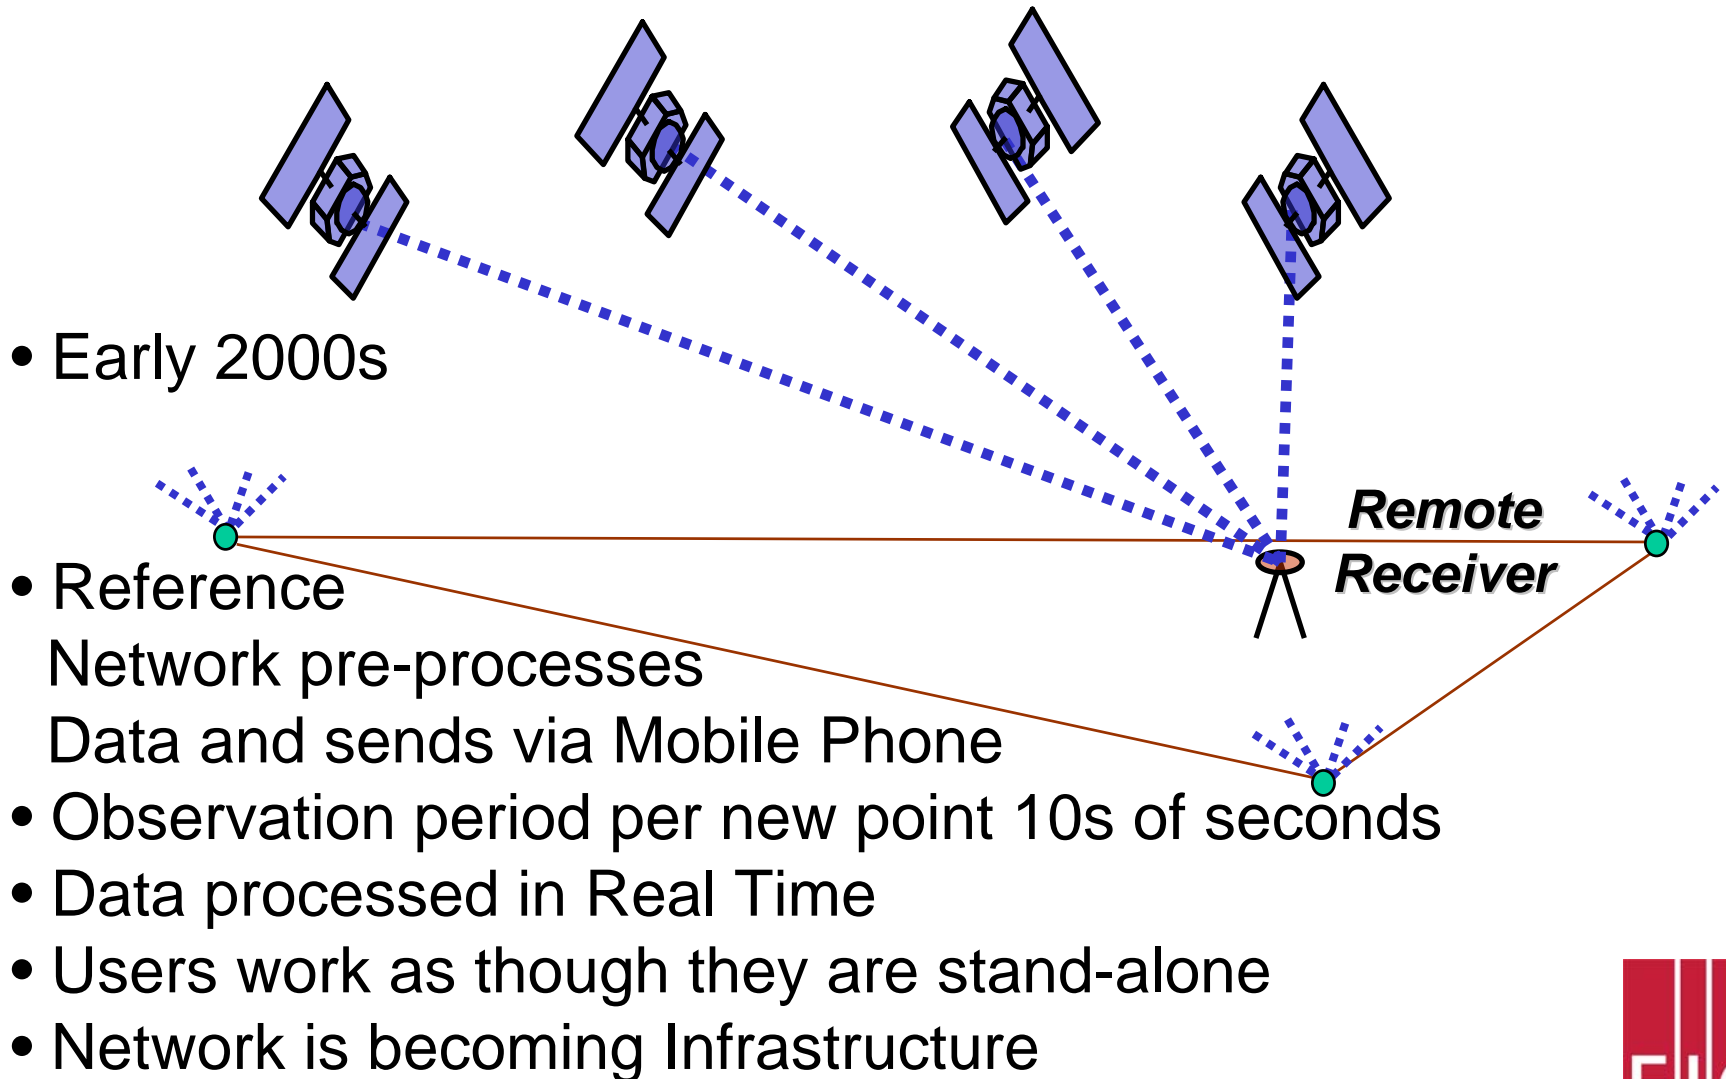 • Early 2000s
Remote
Receiver
• Reference
Network pre-processes
Data and sends via Mobile Phone
• Observation period per new point 10s of seconds
• Data processed in Real Time
• Users work as though they are stand-alone
• Network is becoming Infrastructure